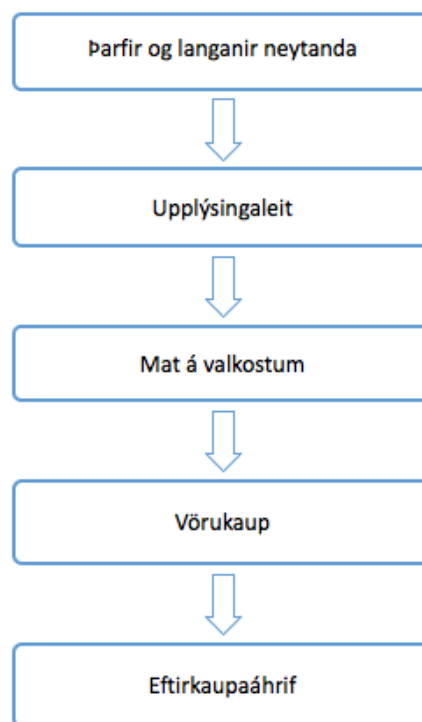 Þarfir og langanir neytanda
Upplýsingaleit
Mat á valkostum
Vörukaup
Eftirkaupaáhrif